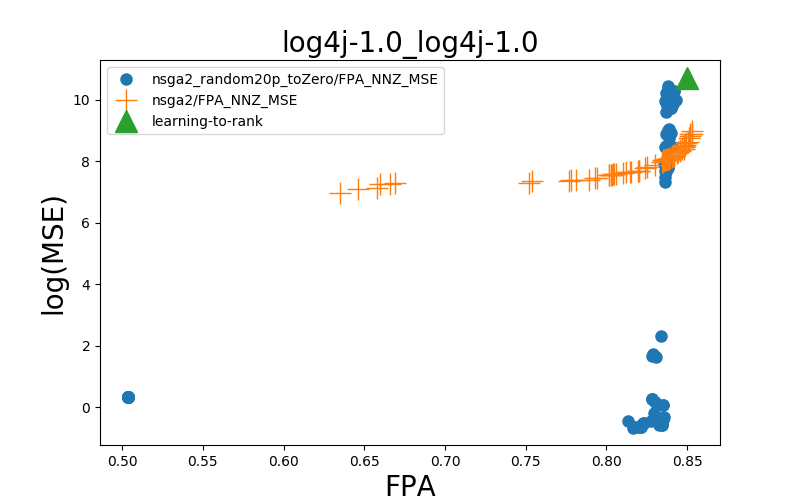 log4j-1.0_log4j-1.0
nsga2_random20p_toZero/FPA_NNZ_MSE
nsga2/FPA_NNZ_MSE
learning-to-rank
log(MSE)
10
8
6
4
2
0
0.50 0.55 0.60 0.65 0.70 0.75 0.80 0.85
FPA